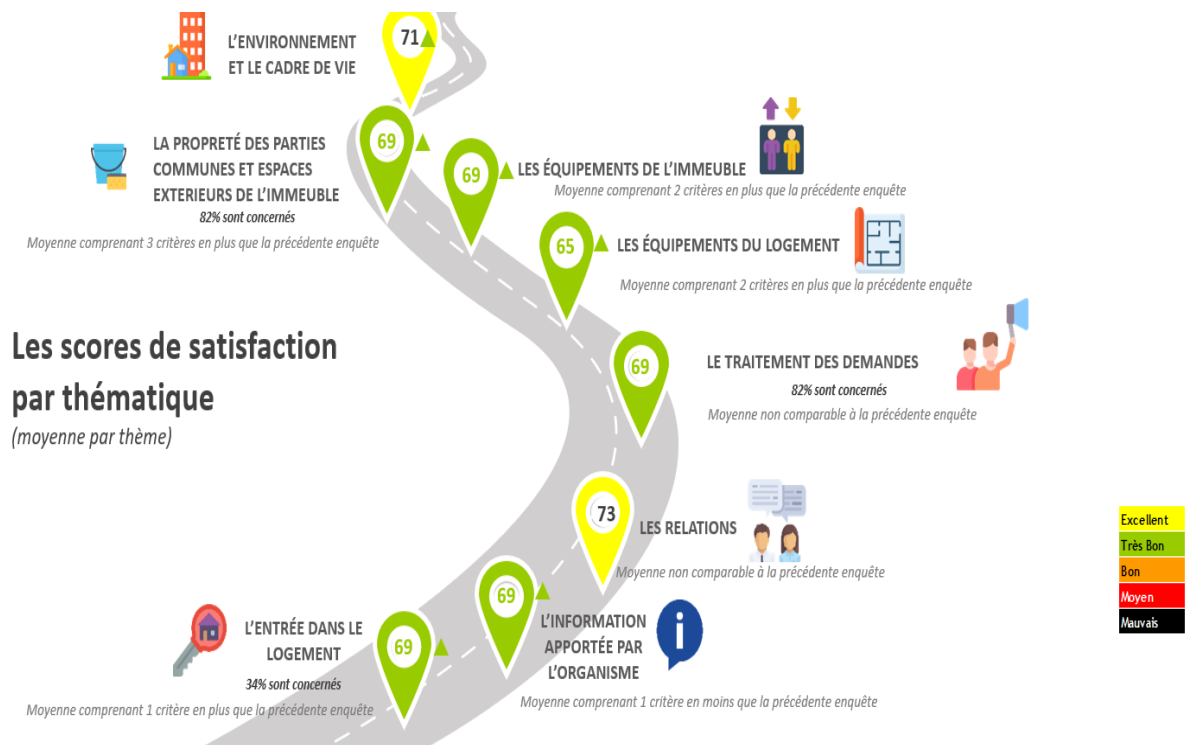 L'ENVIRONNEMENT
ET LE CADRE DE VIE
71
LA PROPRETÉ DES PARTIES
COMMUNES ET ESPACES
EXTERIEURS DE L'IMMEUBLE
82% sont concernés
Moyenne comprenant 3 critères en plus que la précédente enquête
69
69
LES ÉQUIPEMENTS DE L'IMMEUBLE
Moyenne comprenant 2 critères en plus que la précédente enquête
65
LES ÉQUIPEMENTS DU LOGEMENT
Moyenne comprenant 2 critères en plus que la précédente enquête
Les scores de satisfaction
par thématique
(moyenne par thème)
69
LE TRAITEMENT DES DEMANDES
82% sont concernés
Moyenne non comparable à la précédente enquête
73
LES RELATIONS
Moyenne non comparable à la précédente enquête
69
L'INFORMATION
APPORTÉE PAR
L'ORGANISME
i
Moyenne comprenant 1 critère en moins que la précédente enquête
L'ENTRÉE DANS LE
LOGEMENT
34% sont concernés
Moyenne comprenant 1 critère en plus que la précédente enquête
69
Excellent
Très Bon
Bon
Moyen
Mauvais